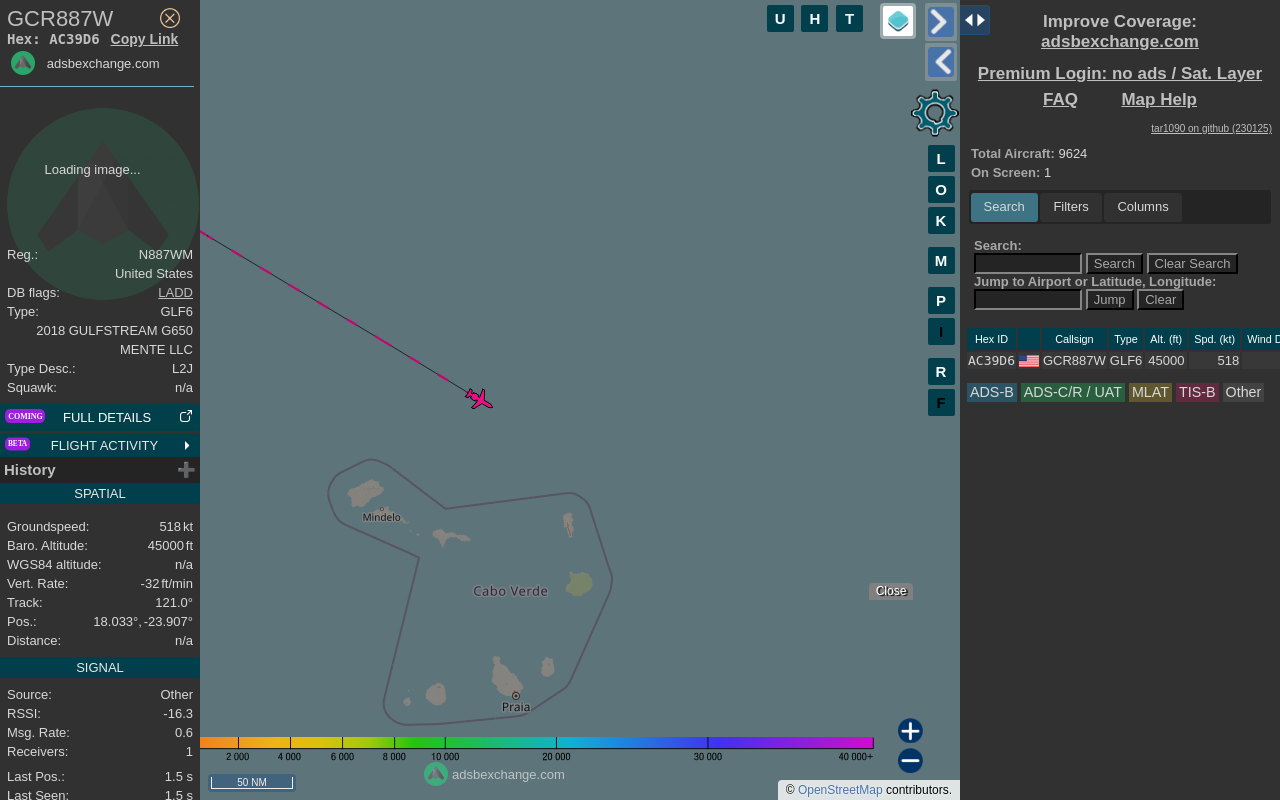 GCR887W
Hex: AC39D6 Copy Link
adsbexchange.com
Loading image...
Reg.: N887WM
United States
DB flags: LADD
Type: GLF6
2018 GULFSTREAM G650
MENTE LLC
Type Desc.: L2J
Squawk: n/a
COMING FULL DETAILS
BETA FLIGHT ACTIVITY
History
SPATIAL
Groundspeed: 518 kt
Baro. Altitude: 45000 ft
WGS84 altitude: n/a
Vert. Rate: -32 ft/min
Track: 121.0°
Pos.: 18.033°, -23.907°
Distance: n/a
SIGNAL
Source: Other
RSSI: -16.3
Msg. Rate: 0.6
Receivers: 1
Last Pos.: 1.5 s
Last Seen: 1.5 s
U H T
L
O
K
M
P
I
R
F
Mindelo
Cabo Verde
Praia
Close
2 000 4 000 6 000 8 000 10 000 20 000 30 000 40 000+
adsbexchange.com
50 NM
© OpenStreetMap contributors.
Improve Coverage:
adsbexchange.com
Premium Login: no ads / Sat. Layer
FAQ Map Help
tar1090 on github (230125)
Total Aircraft: 9624
On Screen: 1
Search Filters Columns
Search:
Search Clear Search
Jump to Airport or Latitude, Longitude:
Jump Clear
Hex ID Callsign Type Alt. (ft) Spd. (kt) Wind D
AC39D6 GCR887W GLF6 45000 518
ADS-B ADS-C/R / UAT MLAT TIS-B Other